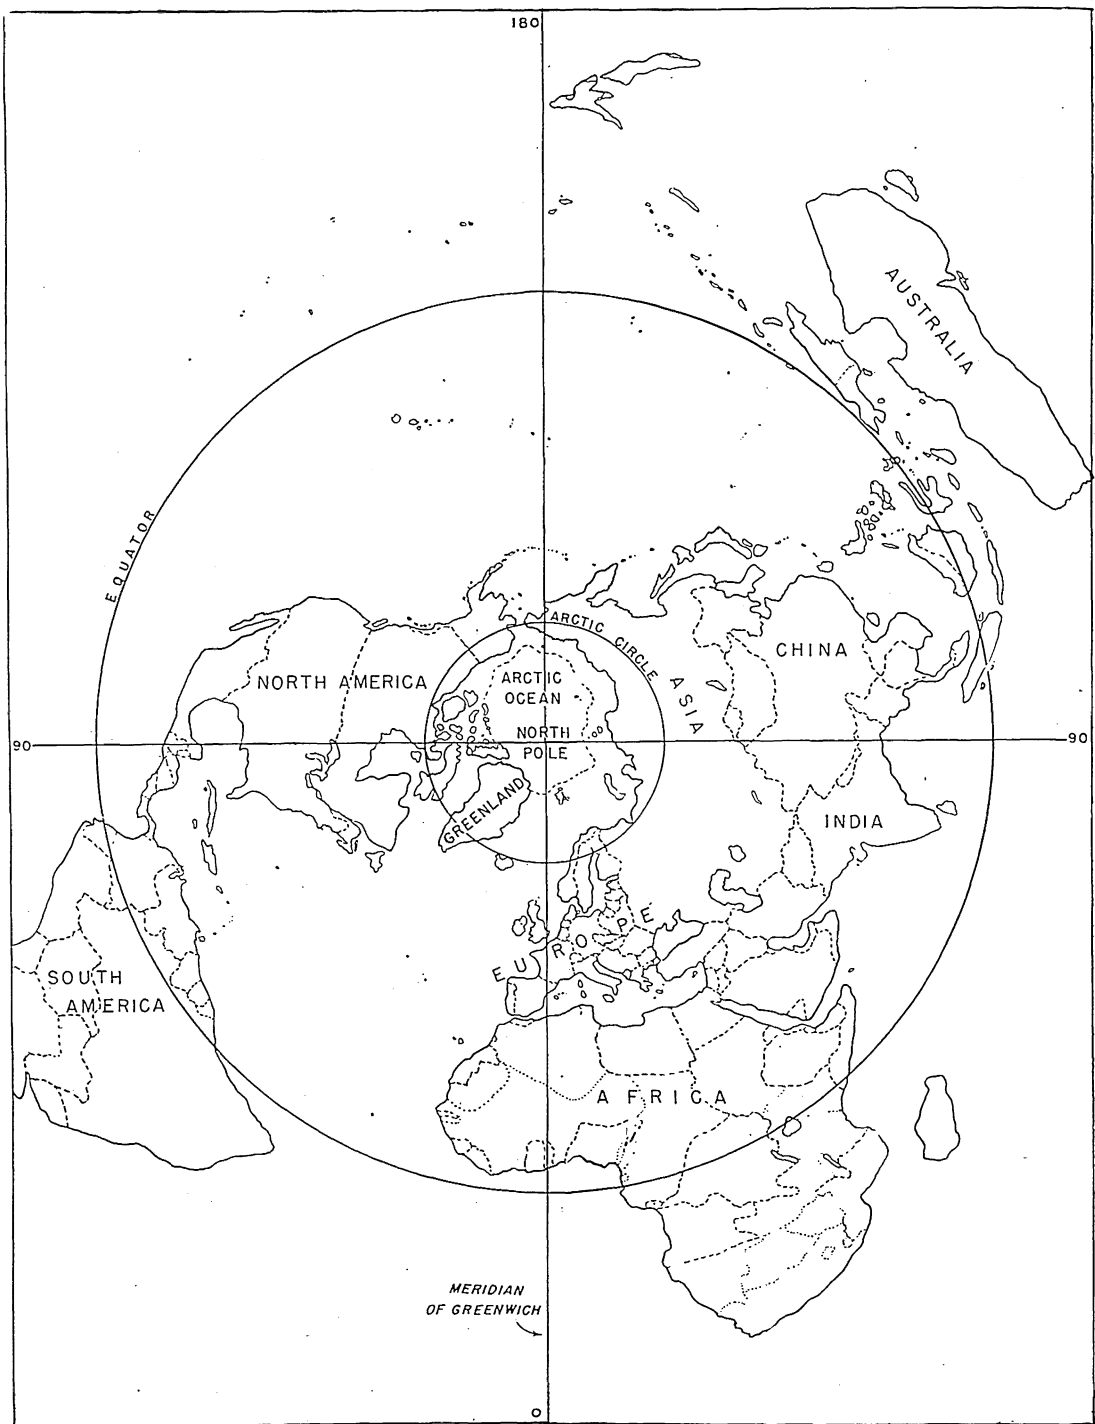 180
AUSTRALIA
EQUATOR
ARCTIC CIRCLE
ASIA
CHINA
NORTH AMERICA
ARCTIC
OCEAN
NORTH
POLE
90
90
GREENLAND
INDIA
EUROPE
SOUTH
AMERICA
AFRICA
MERIDIAN
OF GREENWICH
0